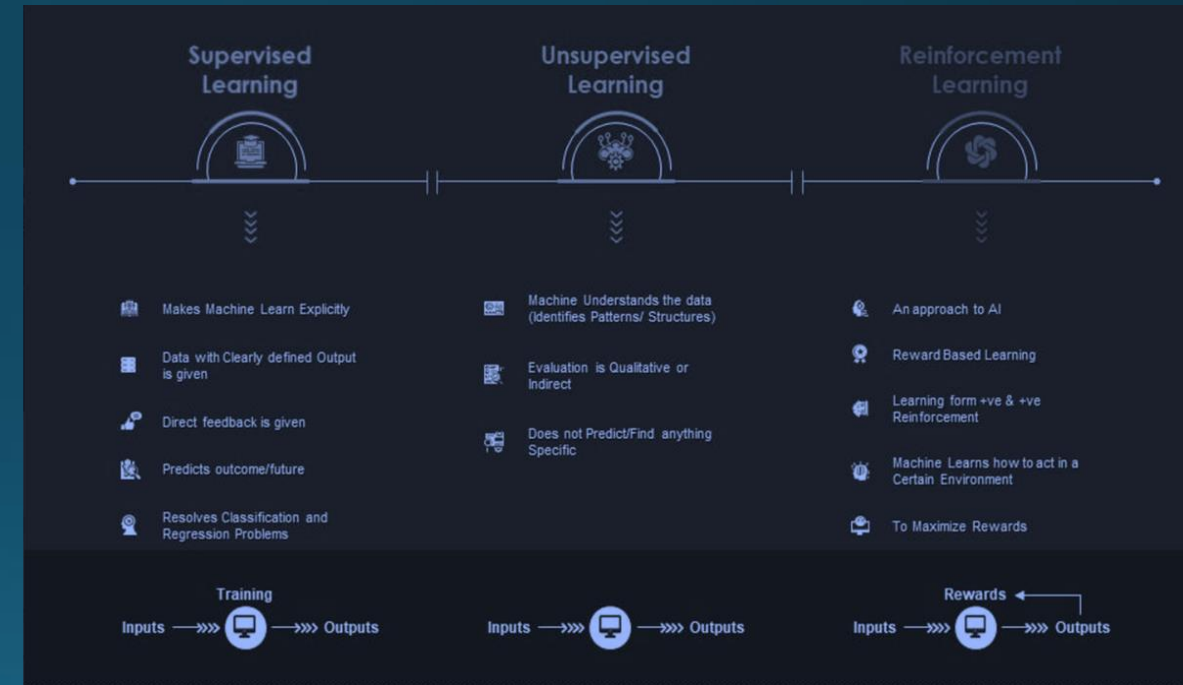 Supervised
Learning
Unsupervised
Learning
Reinforcement
Learning
Makes Machine Learn Explicitly
Data with Clearly defined Output
is given
Direct feedback is given
Predicts outcome/future
Resolves Classification and
Regression Problems
Machine Understands the data
(Identifies Patterns/ Structures)
Evaluation is Qualitative or
Indirect
Does not Predict/Find anything
Specific
An approach to AI
Reward Based Learning
Learning form +ve & +ve
Reinforcement
Machine Learns how to act in a
Certain Environment
To Maximize Rewards
Training
Inputs Outputs
Inputs Outputs
Rewards
Inputs Outputs